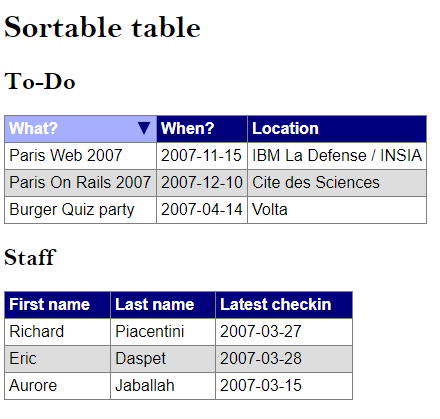 Sortable table
To-Do
What? ▼ When? Location
Paris Web 2007 2007-11-15 IBM La Defense / INSIA
Paris On Rails 2007 2007-12-10 Cite des Sciences
Burger Quiz party 2007-04-14 Volta
Staff
First name Last name Latest checkin
Richard Piacentini 2007-03-27
Eric Daspet 2007-03-28
Aurore Jaballah 2007-03-15